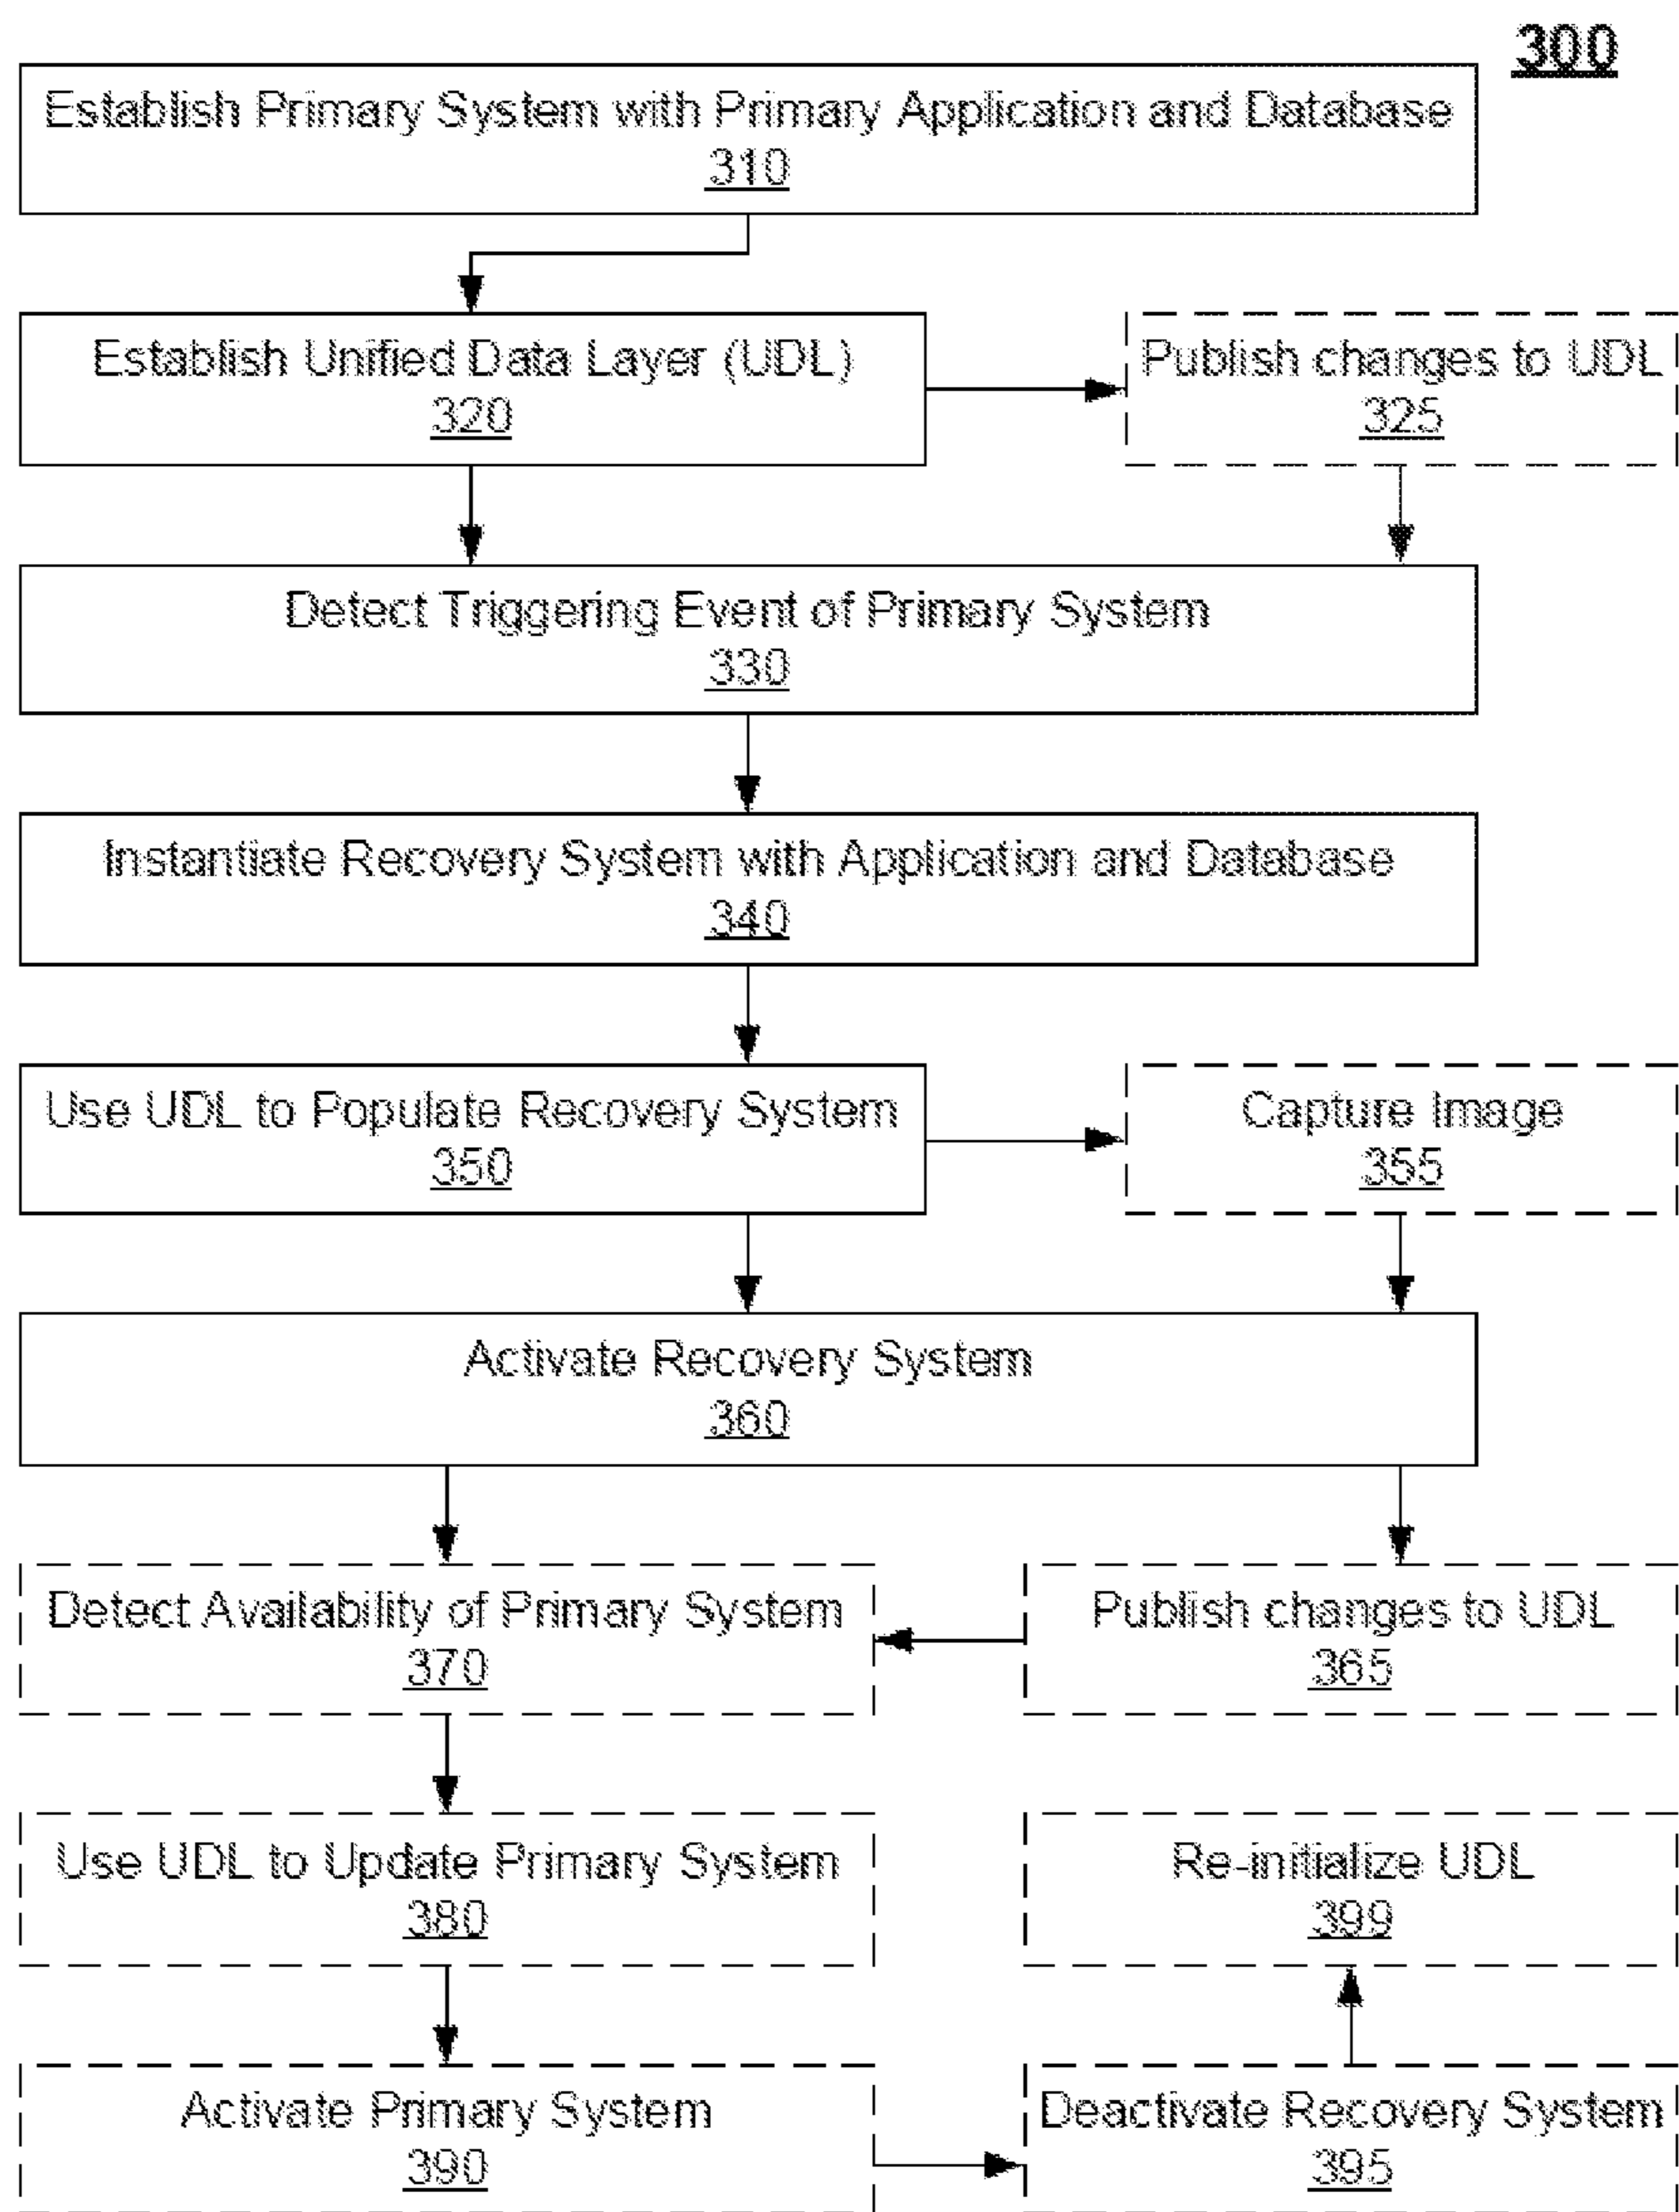 300
Establish Primary System with Primary Application and Database
310
Establish Unified Data Layer (UDL)
320
Publish changes to UDL
325
Detect Triggering Event of Primary System
330
Instantiate Recovery System with Application and Database
340
Use UDL to Populate Recovery System
350
Capture Image
355
Activate Recovery System
360
Detect Availability of Primary System
370
Publish changes to UDL
365
Use UDL to Update Primary System
380
Re-initialize UDL
399
Activate Primary System
390
Deactivate Recovery System
395